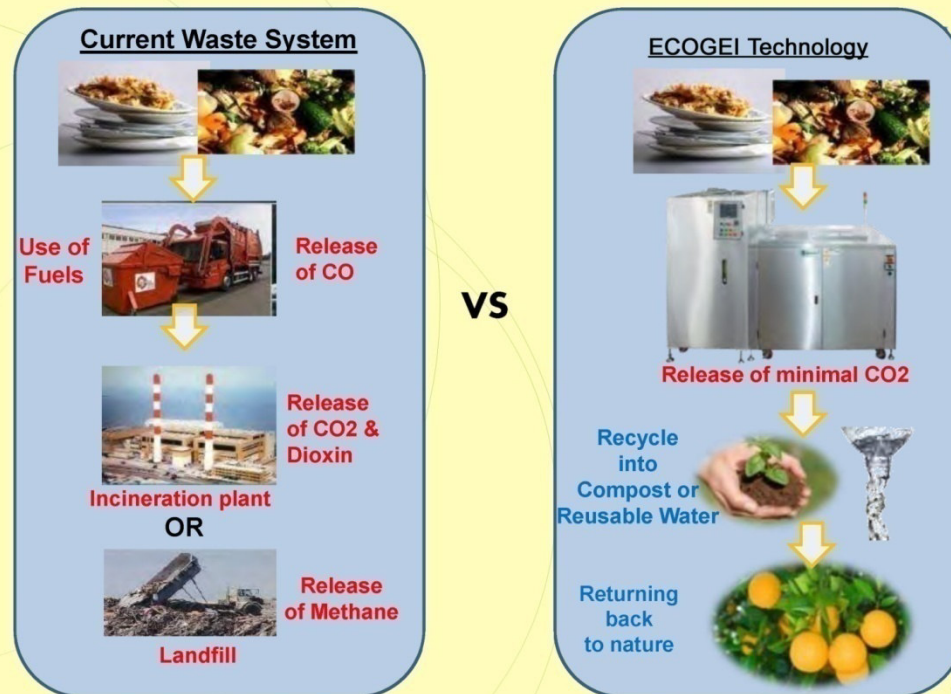 Current Waste System
Use of
Fuels
Release
of CO
Release
of CO2 &
Dioxin
Incineration plant
OR
Release
of Methane
Landfill
VS
ECOGEI Technology
Release of minimal CO2
Recycle
into
Compost or
Reusable Water
Returning
back
to nature